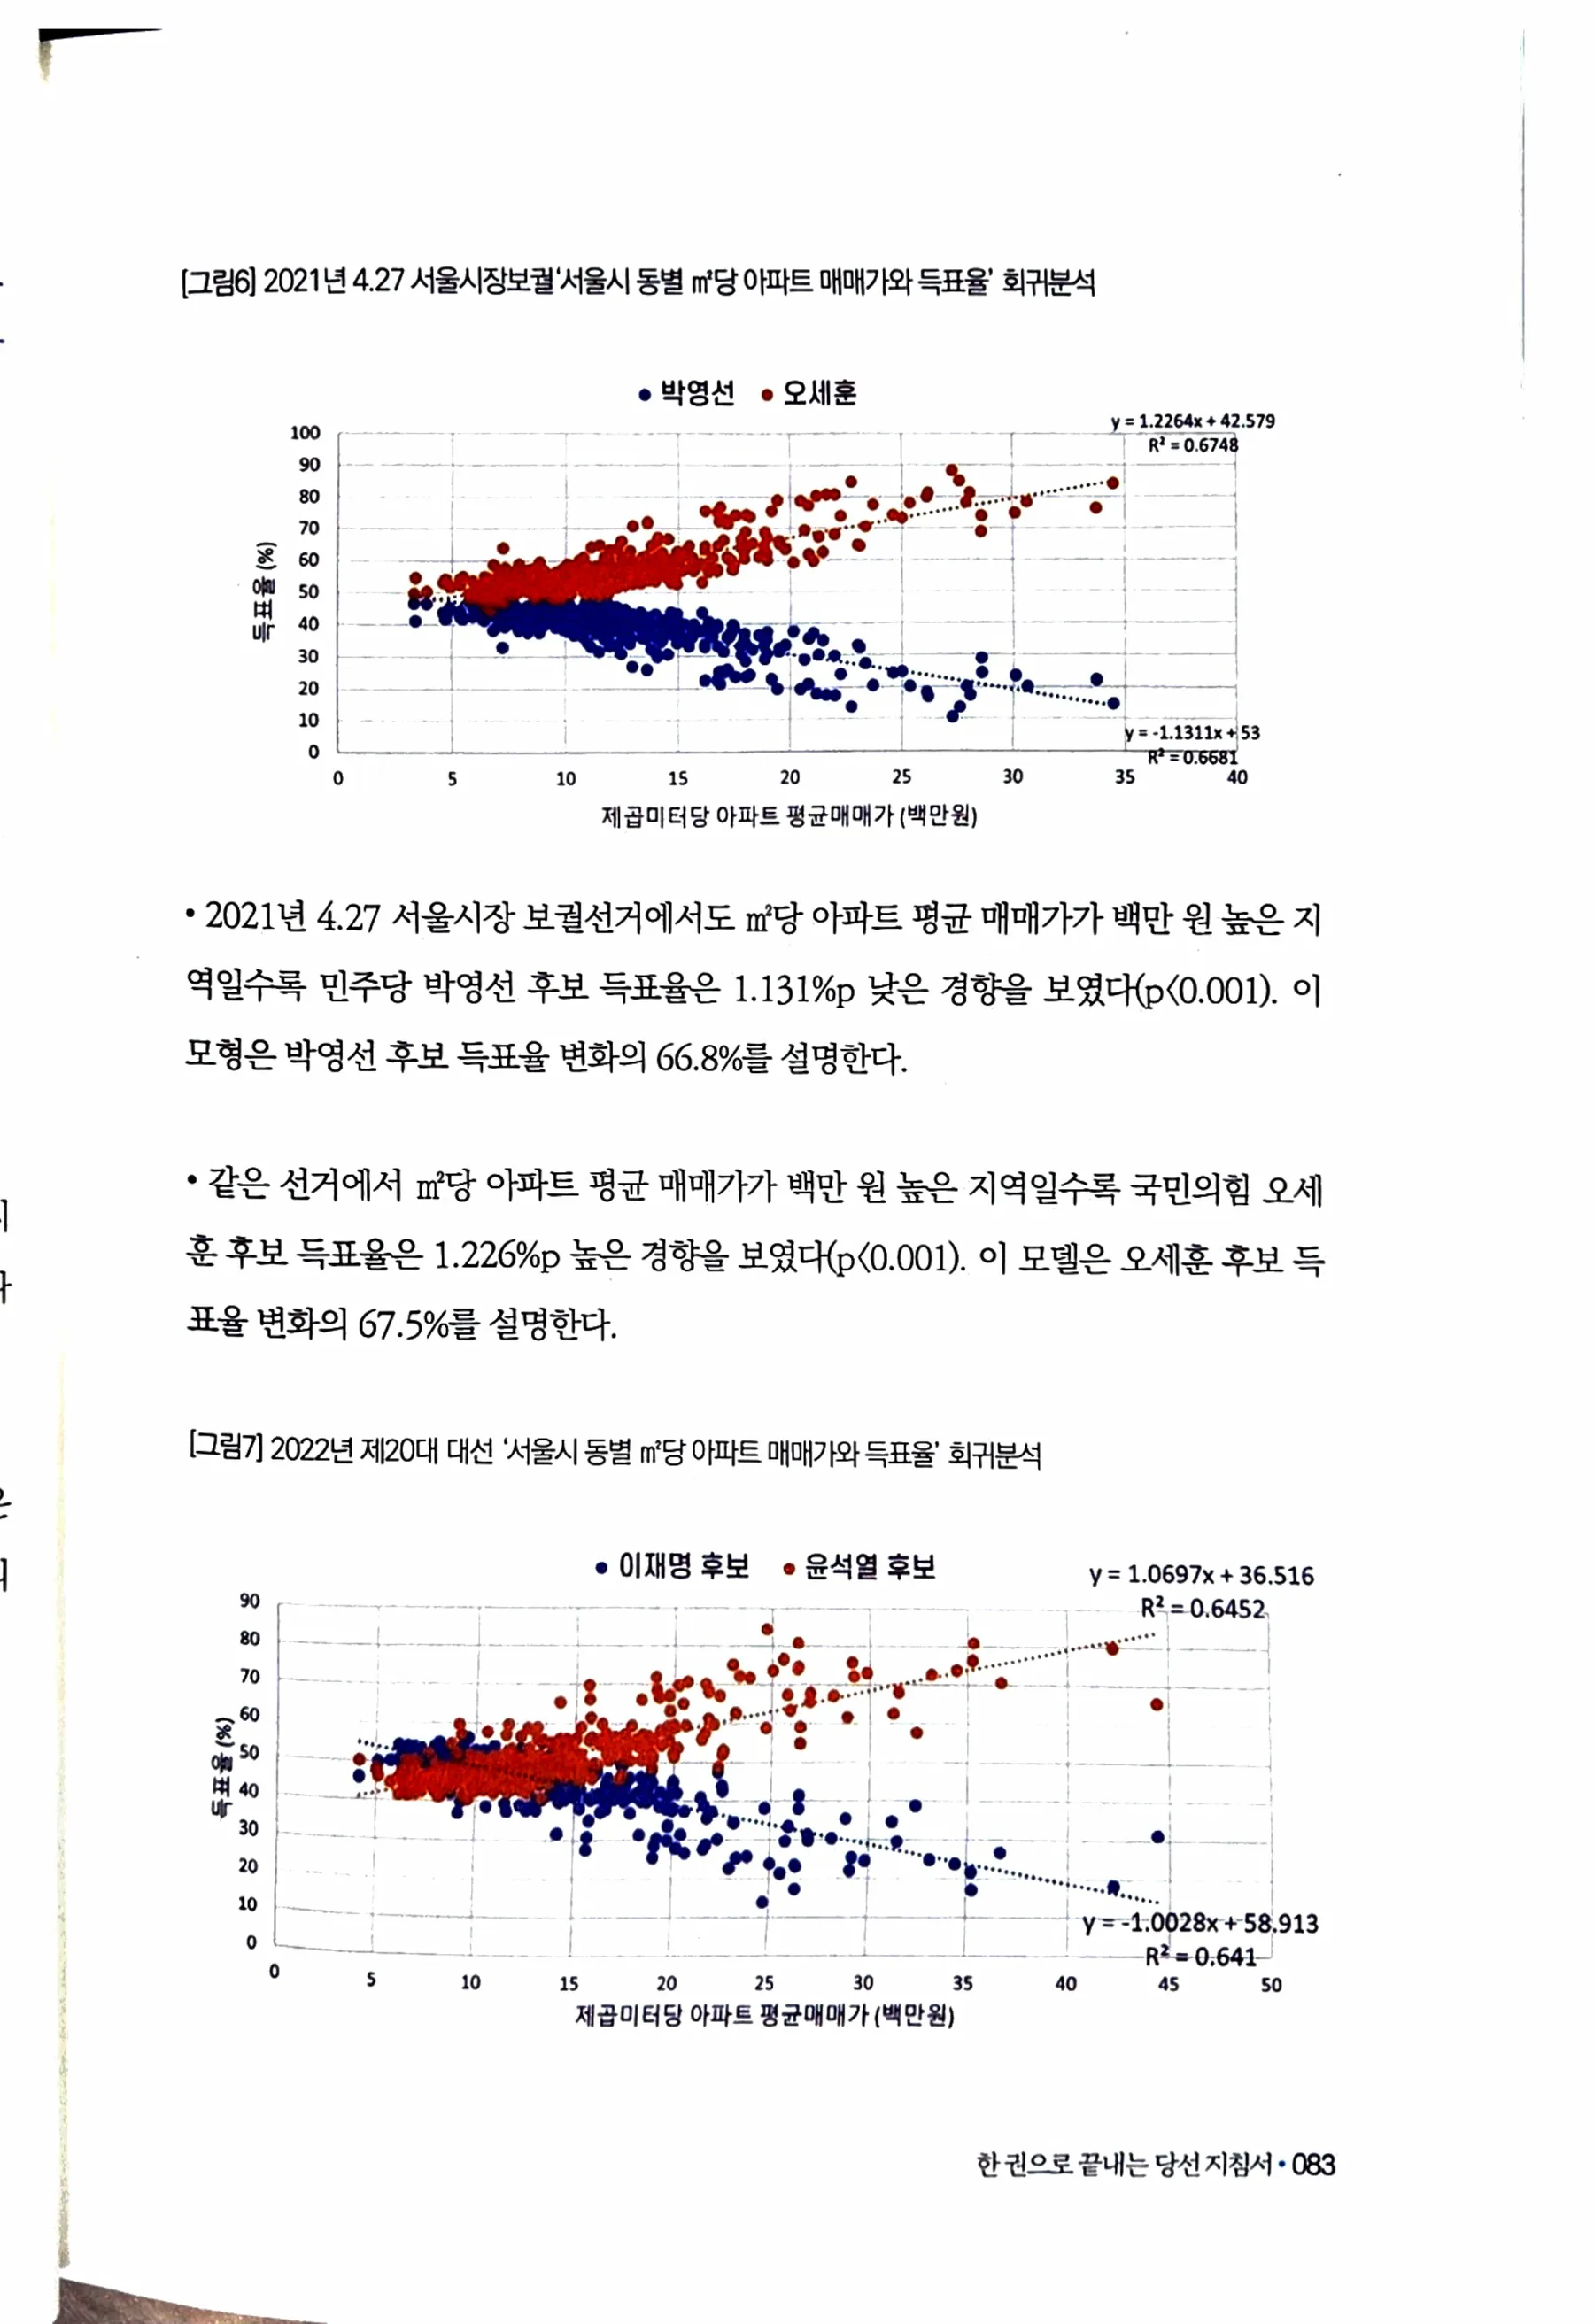 [그림6] 2021년 4.27 서울시장보궐 ‘서울시 동별 ㎡당 아파트 매매가와 득표율’ 회귀분석
• 박영선 • 오세훈
y = 1.2264x + 42.579
R² = 0.6748
100
90
80
70
60
50
40
30
20
10
0
득표율 (%)
y = -1.1311x + 53
R² = 0.6681
0 5 10 15 20 25 30 35 40
제곱미터당 아파트 평균매매가 (백만원)
• 2021년 4.27 서울시장 보궐선거에서도 ㎡당 아파트 평균 매매가가 백만 원 높은 지
역일수록 민주당 박영선 후보 득표율은 1.131%p 낮은 경향을 보였다(p<0.001). 이
모형은 박영선 후보 득표율 변화의 66.8%를 설명한다.
• 같은 선거에서 ㎡당 아파트 평균 매매가가 백만 원 높은 지역일수록 국민의힘 오세
훈 후보 득표율은 1.226%p 높은 경향을 보였다(p<0.001). 이 모델은 오세훈 후보 득
표율 변화의 67.5%를 설명한다.
[그림7] 2022년 제20대 대선 ‘서울시 동별 ㎡당 아파트 매매가와 득표율’ 회귀분석
• 이재명 후보 • 윤석열 후보
y = 1.0697x + 36.516
R² = 0.6452
90
80
70
60
50
40
30
20
10
0
득표율 (%)
y = -1.0028x + 58.913
R² = 0.641
0 5 10 15 20 25 30 35 40 45 50
제곱미터당 아파트 평균매매가 (백만원)
한 권으로 끝내는 당선 지침서 • 083